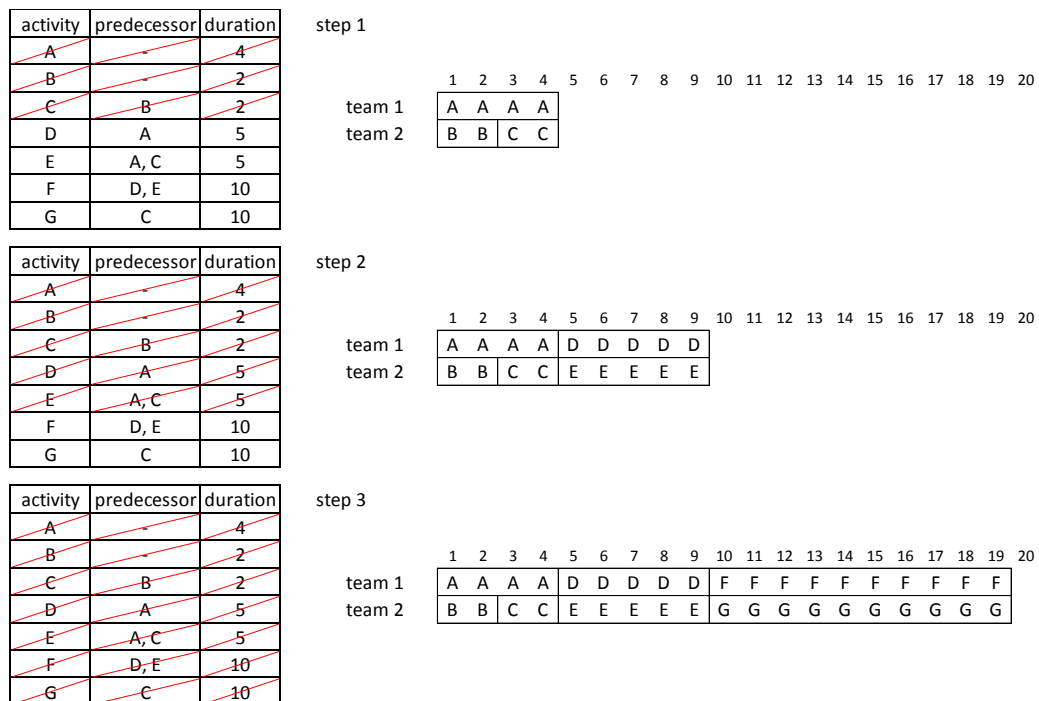 activity predecessor duration step 1
A - 4
B - 2 1 2 3 4 5 6 7 8 9 10 11 12 13 14 15 16 17 18 19 20
C B 2 team 1 A A A A
D A 5 team 2 B B C C
E A, C 5
F D, E 10
G C 10
activity predecessor duration step 2
A - 4
B - 2 1 2 3 4 5 6 7 8 9 10 11 12 13 14 15 16 17 18 19 20
C B 2 team 1 A A A A D D D D D
D A 5 team 2 B B C C E E E E E
E A, C 5
F D, E 10
G C 10
activity predecessor duration step 3
A - 4
B - 2 1 2 3 4 5 6 7 8 9 10 11 12 13 14 15 16 17 18 19 20
C B 2 team 1 A A A A D D D D D F F F F F F F F F F
D A 5 team 2 B B C C E E E E E G G G G G G G G G G
E A, C 5
F D, E 10
G C 10